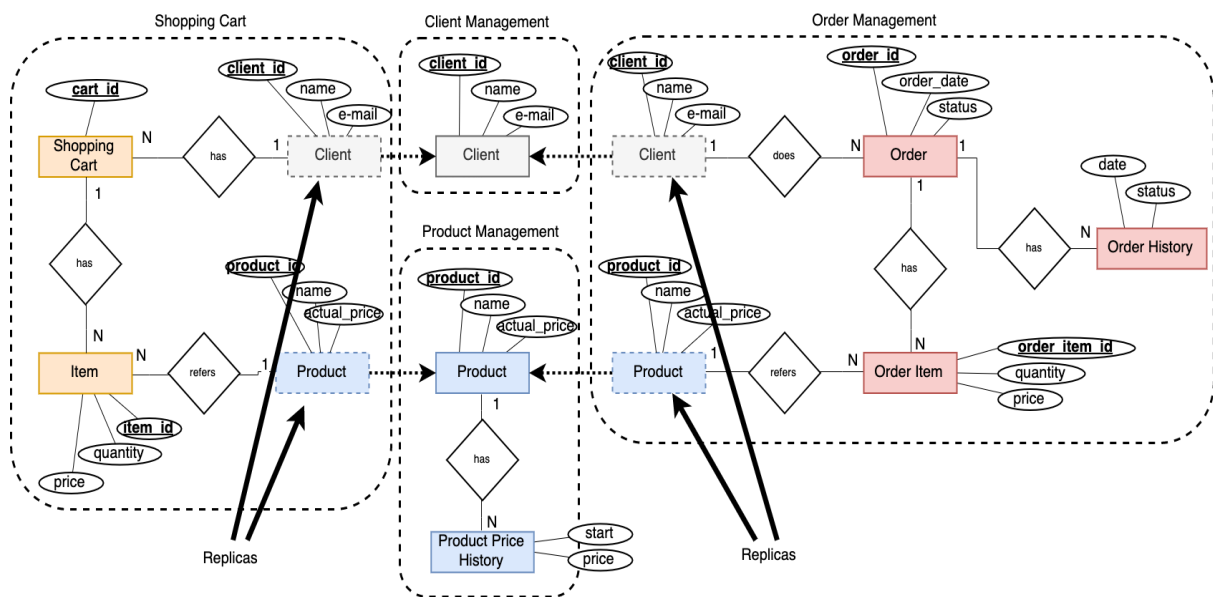 Shopping Cart
Client Management
Order Management
cart_id
client_id
name
e-mail
Shopping
Cart
N
has
1
Client
1
has
N
Item
N
refers
1
Product
product_id
name
actual_price
item_id
quantity
price
Replicas
client_id
name
e-mail
Client
Product Management
product_id
name
actual_price
Product
1
has
N
Product Price
History
start
price
client_id
name
e-mail
Client
1
does
N
order_id
order_date
status
Order
1
1
has
N
date
status
Order History
has
N
product_id
name
actual_price
Product
1
refers
N
Order Item
order_item_id
quantity
price
Replicas